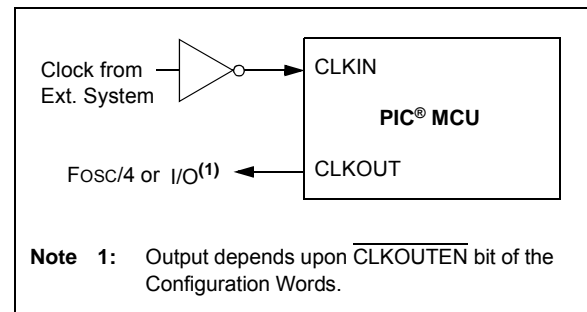 Clock from
Ext. System
CLKIN
PIC® MCU
FOSC/4 or I/O(1)
CLKOUT
Note 1: Output depends upon CLKOUTEN bit of the
Configuration Words.